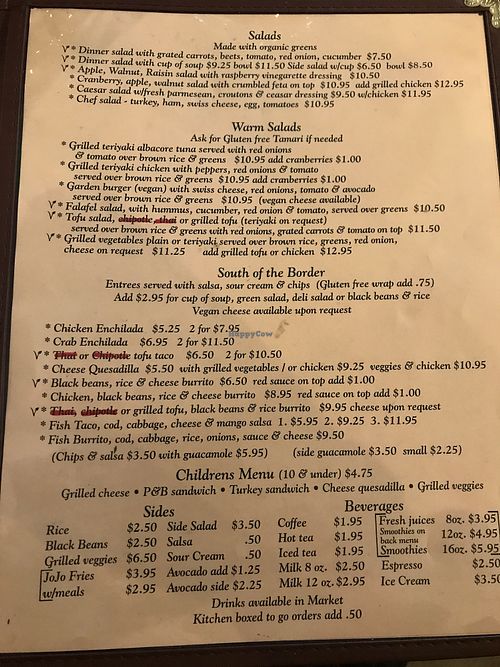 Salads
Made with organic greens
V * Dinner salad with grated carrots, beets, tomato, red onion, cucumber $7.50
V * Dinner salad with cup of soup $9.25 bowl $11.50 Side salad w/cup $6.50 bowl $8.50
V * Apple, Walnut, Raisin salad with raspberry vinegarette dressing $10.50
* Cranberry, apple, walnut salad with crumbled feta on top $10.95 add grilled chicken $12.95
* Caesar salad w/fresh parmesean, croutons & ceasar dressing $9.50 w/chicken $11.95
* Chef salad - turkey, ham, swiss cheese, egg, tomatoes $10.95
Warm Salads
Ask for Gluten free Tamari if needed
* Grilled teriyaki albacore tuna served with red onions
& tomato over brown rice & greens $10.95 add cranberries $1.00
* Grilled teriyaki chicken with peppers, red onions & tomato
served over brown rice & greens $10.95 add cranberries $1.00
* Garden burger (vegan) with swiss cheese, red onions, tomato & avocado
served over brown rice & greens $10.95 (vegan cheese available)
V * Falafel salad, with hummus, cucumber, red onion & tomato, served over greens $10.50
V * Tofu salad, chipotle, thai or grilled tofu (teriyaki on request)
served over brown rice & greens with red onions, grated carrots & tomato on top $11.50
V * Grilled vegetables plain or teriyaki served over brown rice, greens, red onion,
cheese on request $11.25 add grilled tofu or chicken $12.95
South of the Border
Entrees served with salsa, sour cream & chips (Gluten free wrap add .75)
Add $2.95 for cup of soup, green salad, deli salad or black beans & rice
Vegan cheese available upon request
HappyCow
* Chicken Enchilada $5.25 2 for $7.95
* Crab Enchilada $6.95 2 for $11.50
V * Thai or Chipotle tofu taco $6.50 2 for $10.50
* Cheese Quesadilla $5.50 with grilled vegetables / or chicken $9.25 veggies & chicken $10.95
V * Black beans, rice & cheese burrito $6.50 red sauce on top add $1.00
* Chicken, black beans, rice & cheese burrito $8.95 red sauce on top add $1.00
V * Thai, chipotle or grilled tofu, black beans & rice burrito $9.95 cheese upon request
* Fish Taco, cod, cabbage, cheese & mango salsa 1. $5.95 2. $9.25 3. $11.95
* Fish Burrito, cod, cabbage, rice, onions, sauce & cheese $9.50
(Chips & salsa $3.50 with guacamole $5.95) (side guacamole $3.50 small $2.25)
Childrens Menu (10 & under) $4.75
Grilled cheese • P&B sandwich • Turkey sandwich • Cheese quesadilla • Grilled veggies
Sides
Rice $2.50 Side Salad $3.50
Black Beans $2.50 Salsa .50
Grilled veggies $6.50 Sour Cream .50
JoJo Fries $3.95 Avocado add $1.25
w/meals $2.95 Avocado side $2.25
Beverages
Coffee $1.95 Fresh juices 8oz. $3.95
Hot tea $1.95 Smoothies on back menu 12oz. $4.95
Iced tea $1.95 Smoothies 16oz. $5.95
Milk 8 oz. $2.50 Espresso $2.50
Milk 12 oz. $2.95 Ice Cream $3.50
Drinks available in Market
Kitchen boxed to go orders add .50